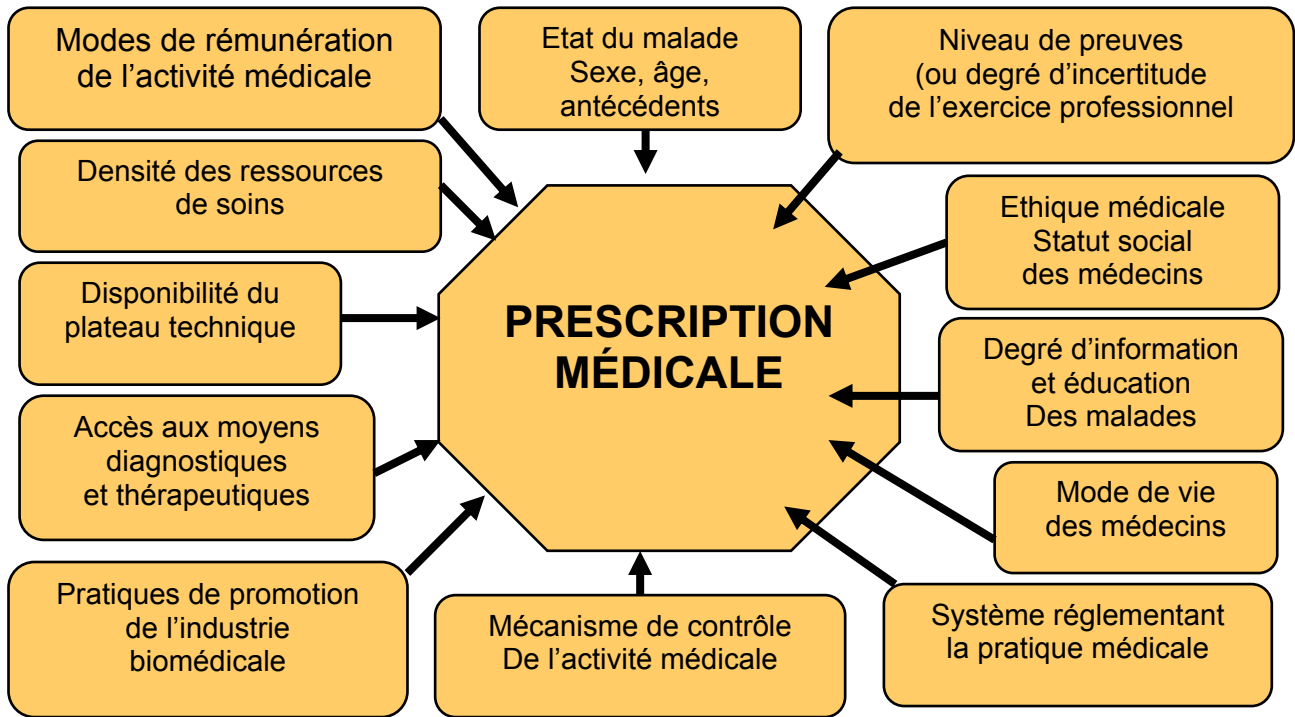 Modes de rémunération
de l'activité médicale
Etat du malade
Sexe, âge,
antécédents
Niveau de preuves
(ou degré d'incertitude
de l'exercice professionnel
Densité des ressources
de soins
Ethique médicale
Statut social
des médecins
Disponibilité du
plateau technique
PRESCRIPTION
MÉDICALE
Degré d'information
et éducation
Des malades
Accès aux moyens
diagnostiques
et thérapeutiques
Mode de vie
des médecins
Pratiques de promotion
de l'industrie
biomédicale
Mécanisme de contrôle
De l'activité médicale
Système réglementant
la pratique médicale